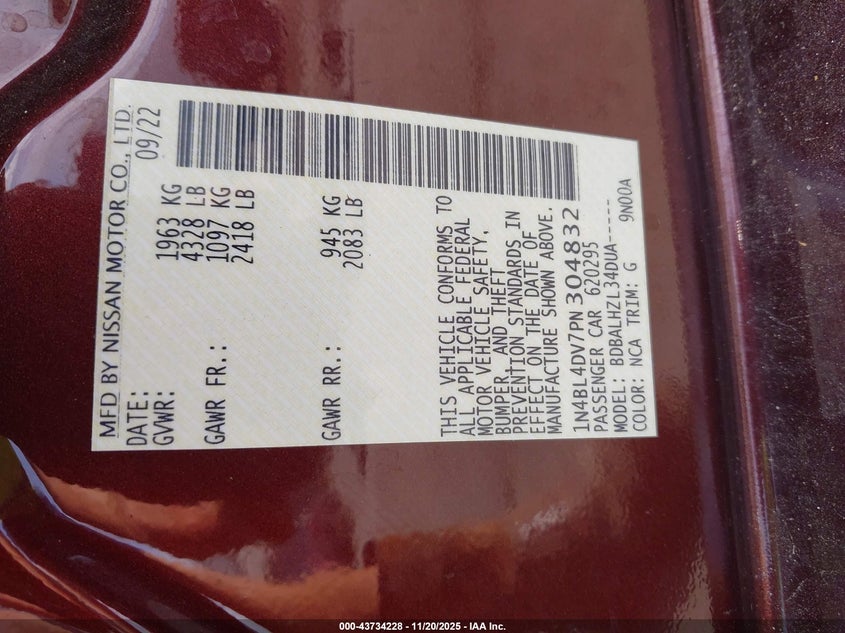 MFD BY NISSAN MOTOR CO., LTD.
DATE: 09/22
GVWR: 1963 KG
4328 LB
GAWR FR.: 1097 KG
2418 LB
GAWR RR.: 945 KG
2083 LB
THIS VEHICLE CONFORMS TO
ALL APPLICABLE FEDERAL
MOTOR VEHICLE SAFETY,
BUMPER, AND THEFT
PREVENTION STANDARDS IN
EFFECT ON THE DATE OF
MANUFACTURE SHOWN ABOVE.
1N4BL4DV7PN304832
PASSENGER CAR 620295
MODEL: BDBALHZL34DUA-----
COLOR: NCA TRIM: G 9N00A
000-43734228 - 11/20/2025 - IAA Inc.